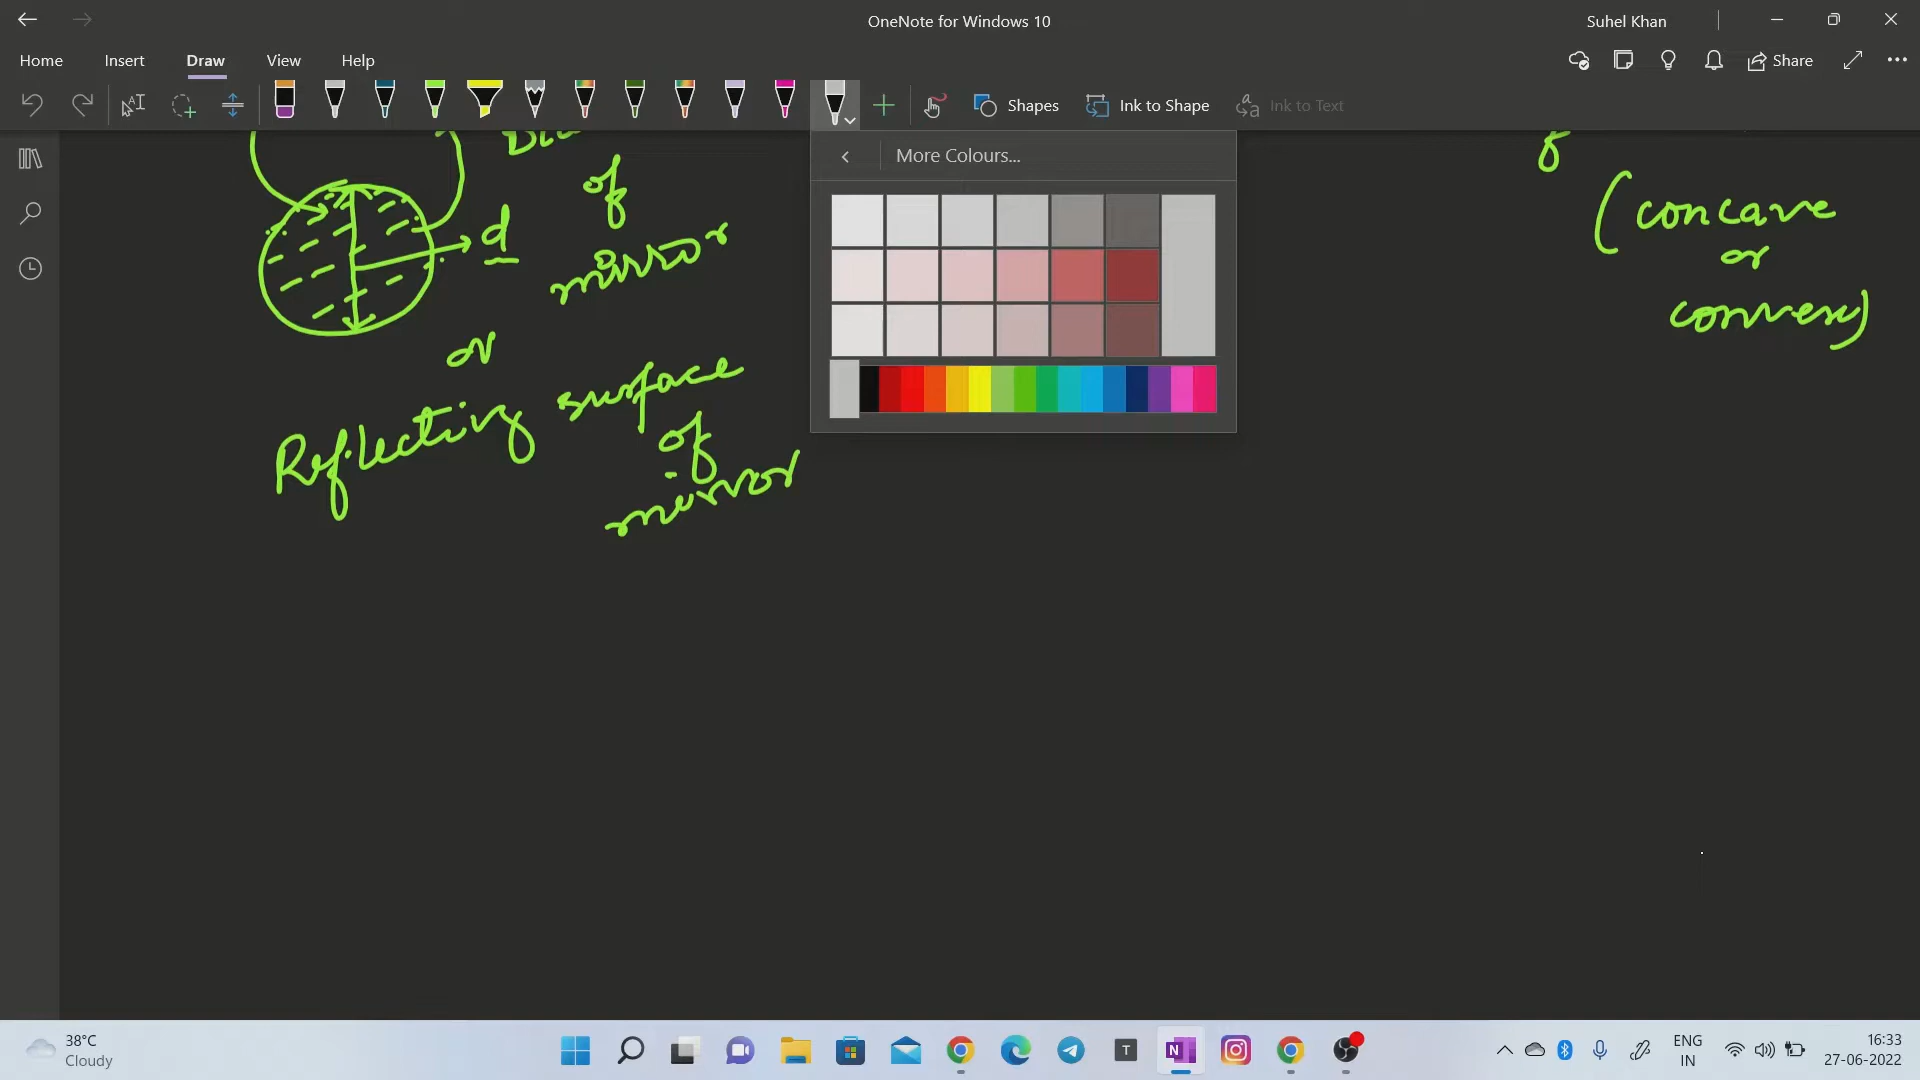 OneNote for Windows 10
Suhel Khan
Home Insert Draw View Help
Share
Shapes Ink to Shape Ink to Text
More Colours...
of
mirror
d
or
Reflecting surface
of
mirror
(concave
or
convex)
38°C
Cloudy
ENG
IN
16:33
27-06-2022